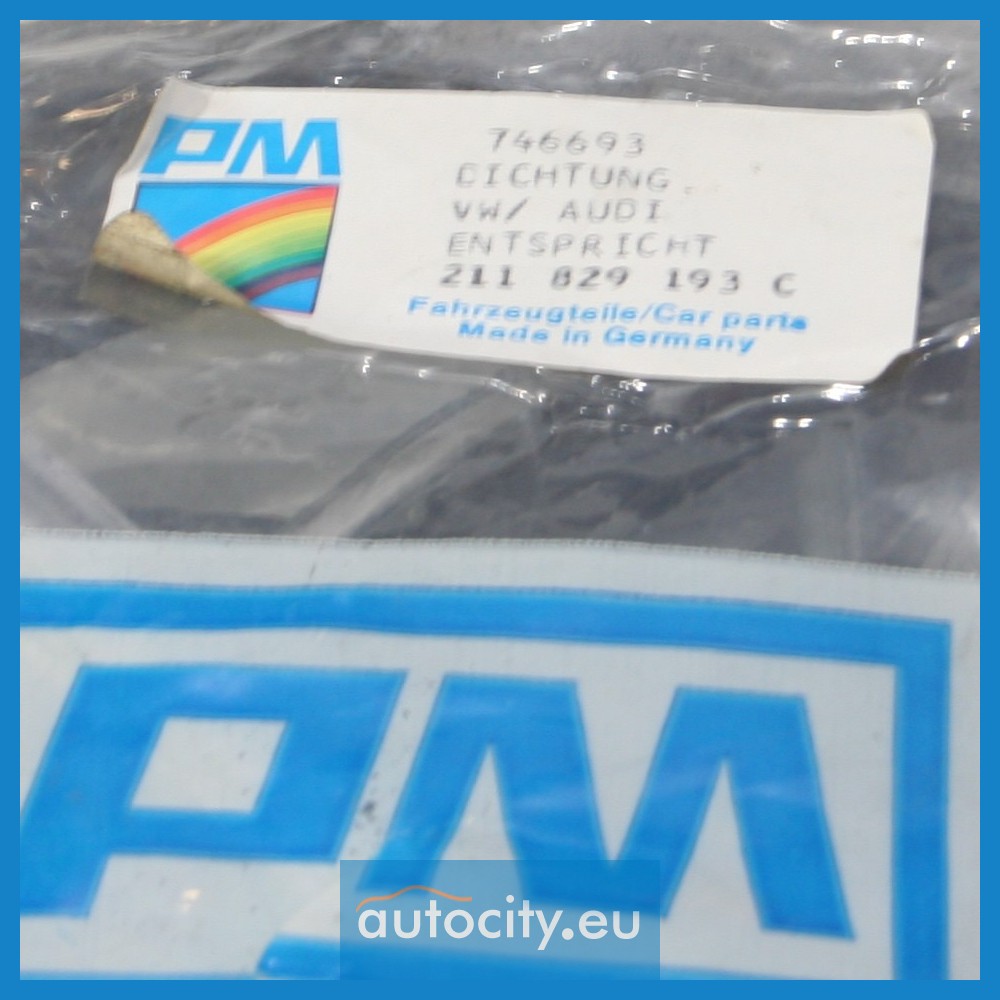 PM
746693
DICHTUNG
VW/ AUDI
ENTSPRICHT
211 829 193 C
Fahrzeugteile/Car parts
Made in Germany
PM
autocity.eu